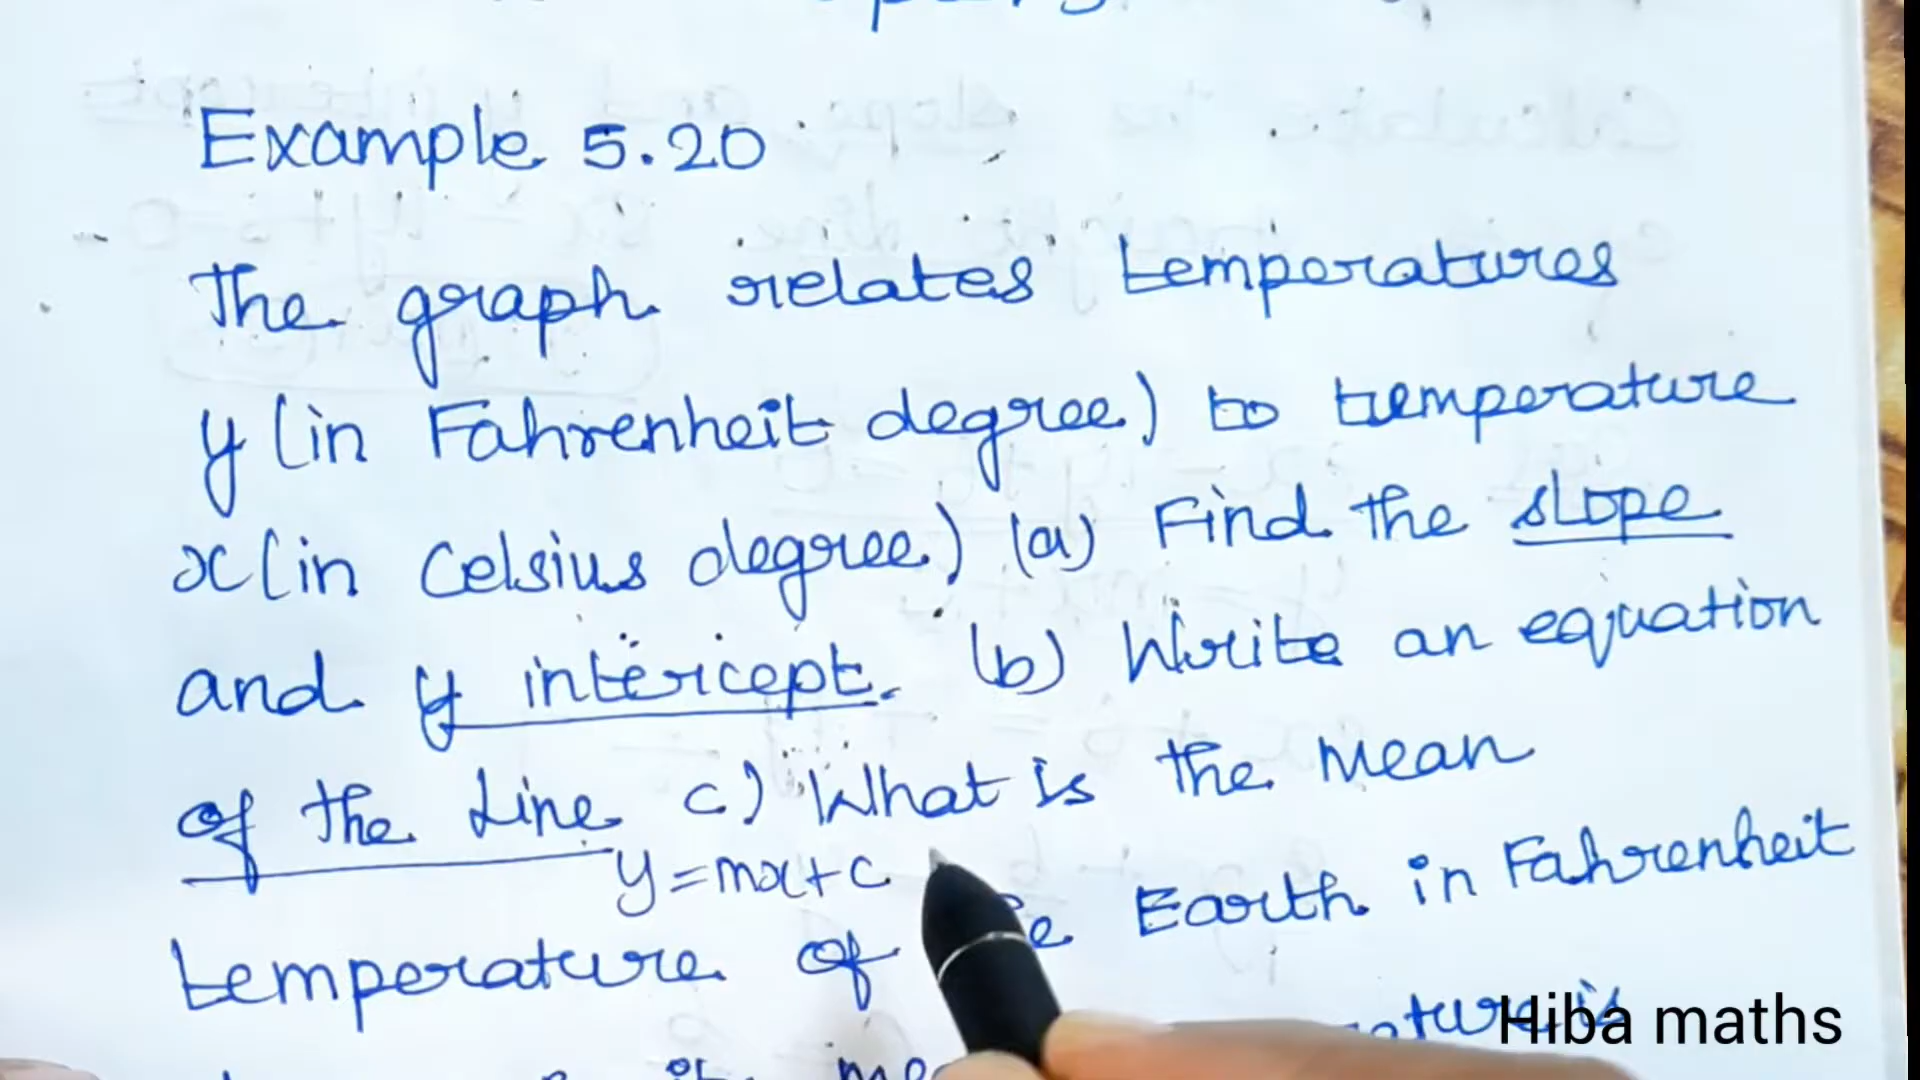 Example 5.20
The graph relates temperatures
y (in Fahrenheit degree) to temperature
x (in Celsius degree) (a) Find the slope
and y intercept. (b) Write an equation
of the Line c) What is the Mean
y = mx + c
temperature of Earth in Fahrenheit
is
Hiba maths